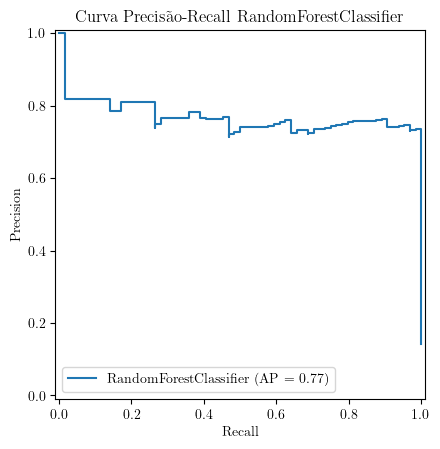 Curva Precisão-Recall RandomForestClassifier
1.0
0.8
0.6
0.4
0.2
0.0
Precision
RandomForestClassifier (AP = 0.77)
0.0 0.2 0.4 0.6 0.8 1.0
Recall